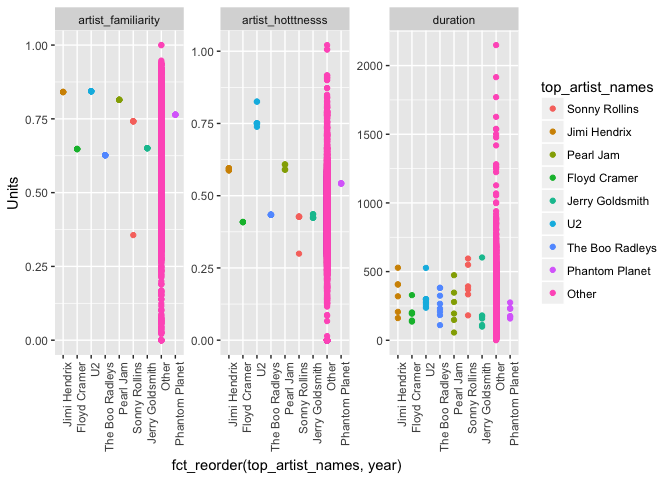 artist_familiarity
artist_hotttnesss
duration
Units
1.00
0.75
0.50
0.25
0.00
1.00
0.75
0.50
0.25
0.00
2000
1500
1000
500
0
Jimi Hendrix
Floyd Cramer
U2
The Boo Radleys
Pearl Jam
Sonny Rollins
Jerry Goldsmith
Other
Phantom Planet
Jimi Hendrix
Floyd Cramer
U2
The Boo Radleys
Pearl Jam
Sonny Rollins
Jerry Goldsmith
Other
Phantom Planet
Jimi Hendrix
Floyd Cramer
U2
The Boo Radleys
Pearl Jam
Sonny Rollins
Jerry Goldsmith
Other
Phantom Planet
fct_reorder(top_artist_names, year)
top_artist_names
Sonny Rollins
Jimi Hendrix
Pearl Jam
Floyd Cramer
Jerry Goldsmith
U2
The Boo Radleys
Phantom Planet
Other